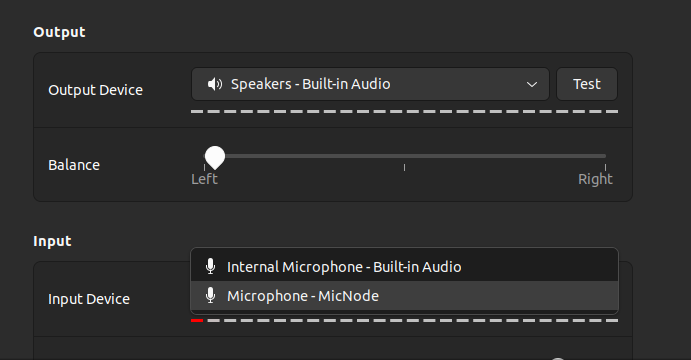 Output
Output Device
Speakers - Built-in Audio
Test
Balance
Left
Right
Input
Input Device
Internal Microphone - Built-in Audio
Microphone - MicNode